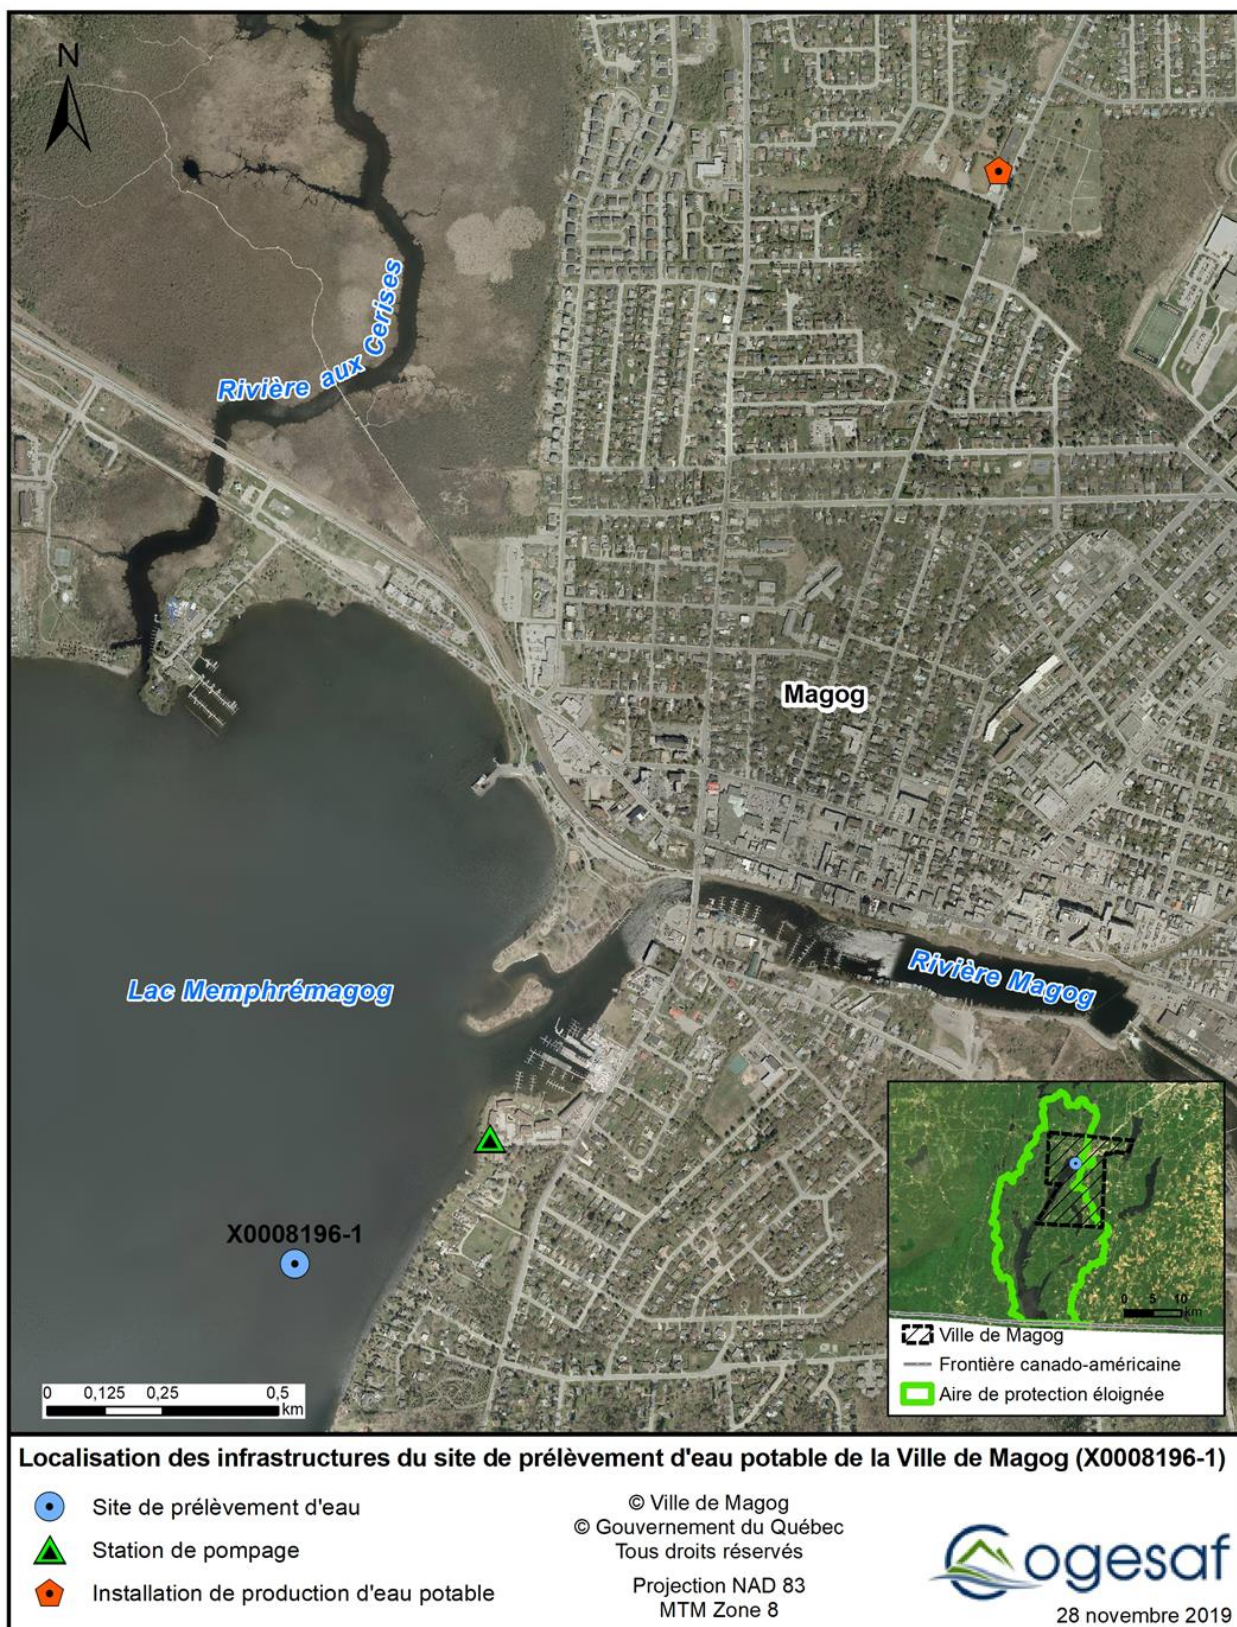 N
Rivière aux Cerises
Magog
Rivière Magog
Lac Memphrémagog
X0008196-1
0 0,125 0,25 0,5
km
0 5 10
km
Ville de Magog
Frontière canado-américaine
Aire de protection éloignée
Localisation des infrastructures du site de prélèvement d'eau potable de la Ville de Magog (X0008196-1)
Site de prélèvement d'eau
Station de pompage
Installation de production d'eau potable
© Ville de Magog
© Gouvernement du Québec
Tous droits réservés
Projection NAD 83
MTM Zone 8
Cogesaf
28 novembre 2019